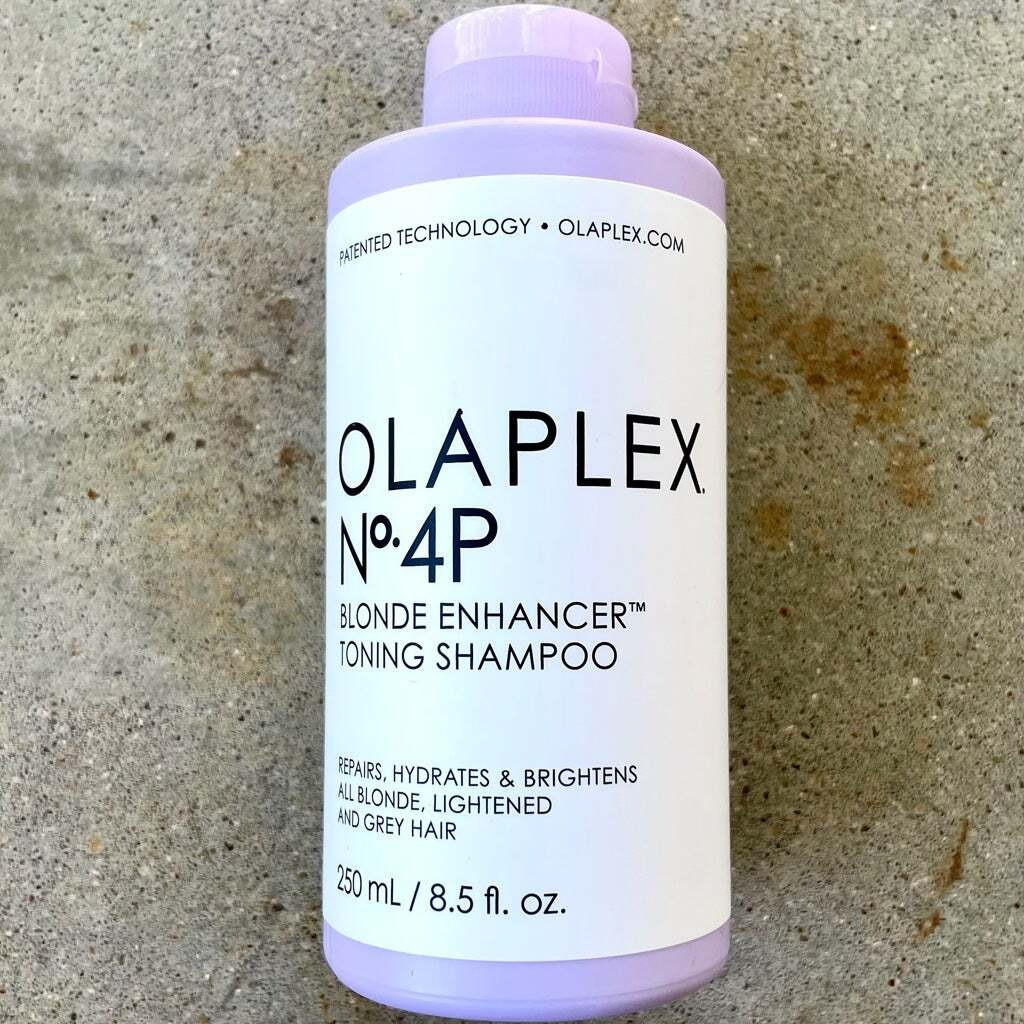 PATENTED TECHNOLOGY • OLAPLEX.COM
OLAPLEX.
Nº.4P
BLONDE ENHANCER™
TONING SHAMPOO
REPAIRS, HYDRATES & BRIGHTENS
ALL BLONDE, LIGHTENED
AND GREY HAIR
250 mL / 8.5 fl. oz.